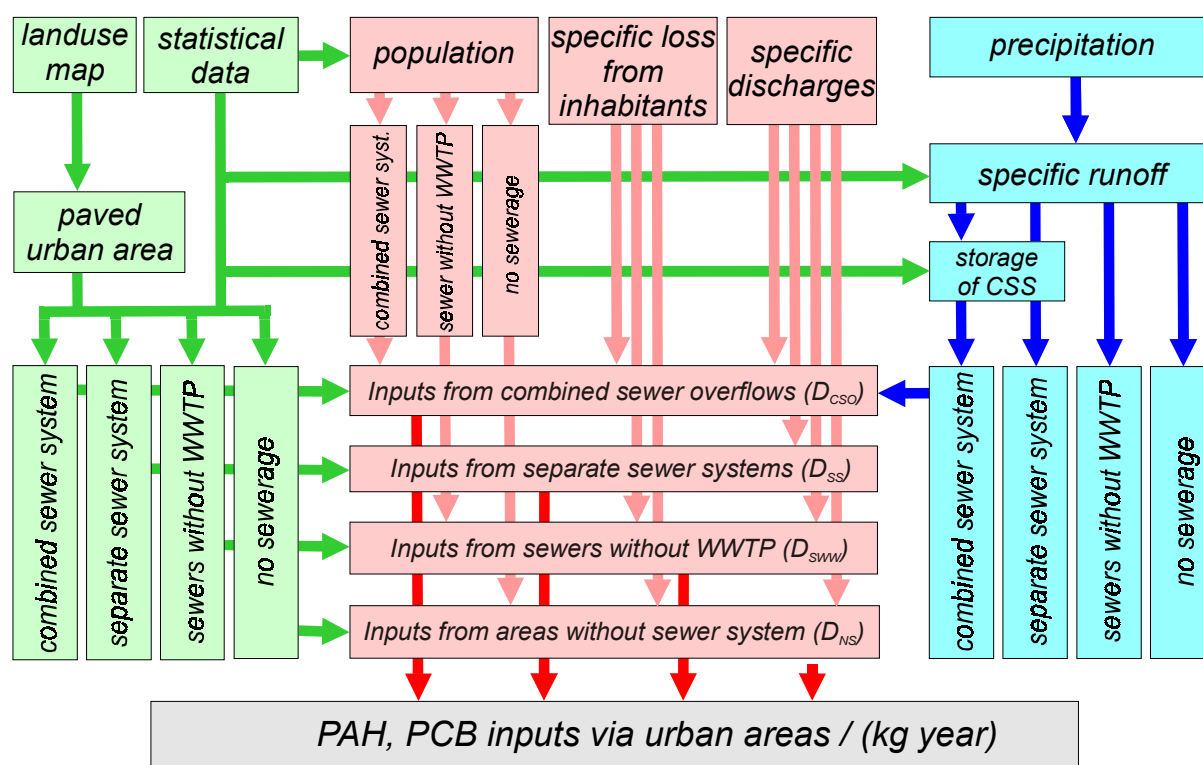 landuse
map
statistical
data
population
specific loss
from
inhabitants
specific
discharges
precipitation
combined sewer syst.
sewer without WWTP
no sewerage
specific runoff
paved
urban area
storage
of CSS
combined sewer system
separate sewer system
sewers without WWTP
no sewerage
Inputs from combined sewer overflows (D_CSO)
Inputs from separate sewer systems (D_SS)
Inputs from sewers without WWTP (D_SWW)
Inputs from areas without sewer system (D_NS)
combined sewer system
separate sewer system
sewers without WWTP
no sewerage
PAH, PCB inputs via urban areas / (kg year)